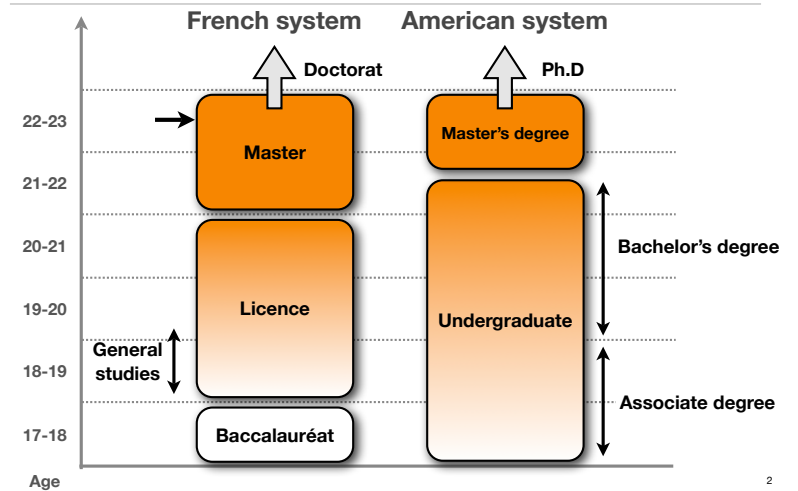 French system
American system
Doctorat
Ph.D
22-23
Master
Master's degree
21-22
20-21
Bachelor's degree
19-20
Licence
Undergraduate
General
studies
18-19
Associate degree
17-18
Baccalauréat
Age
2